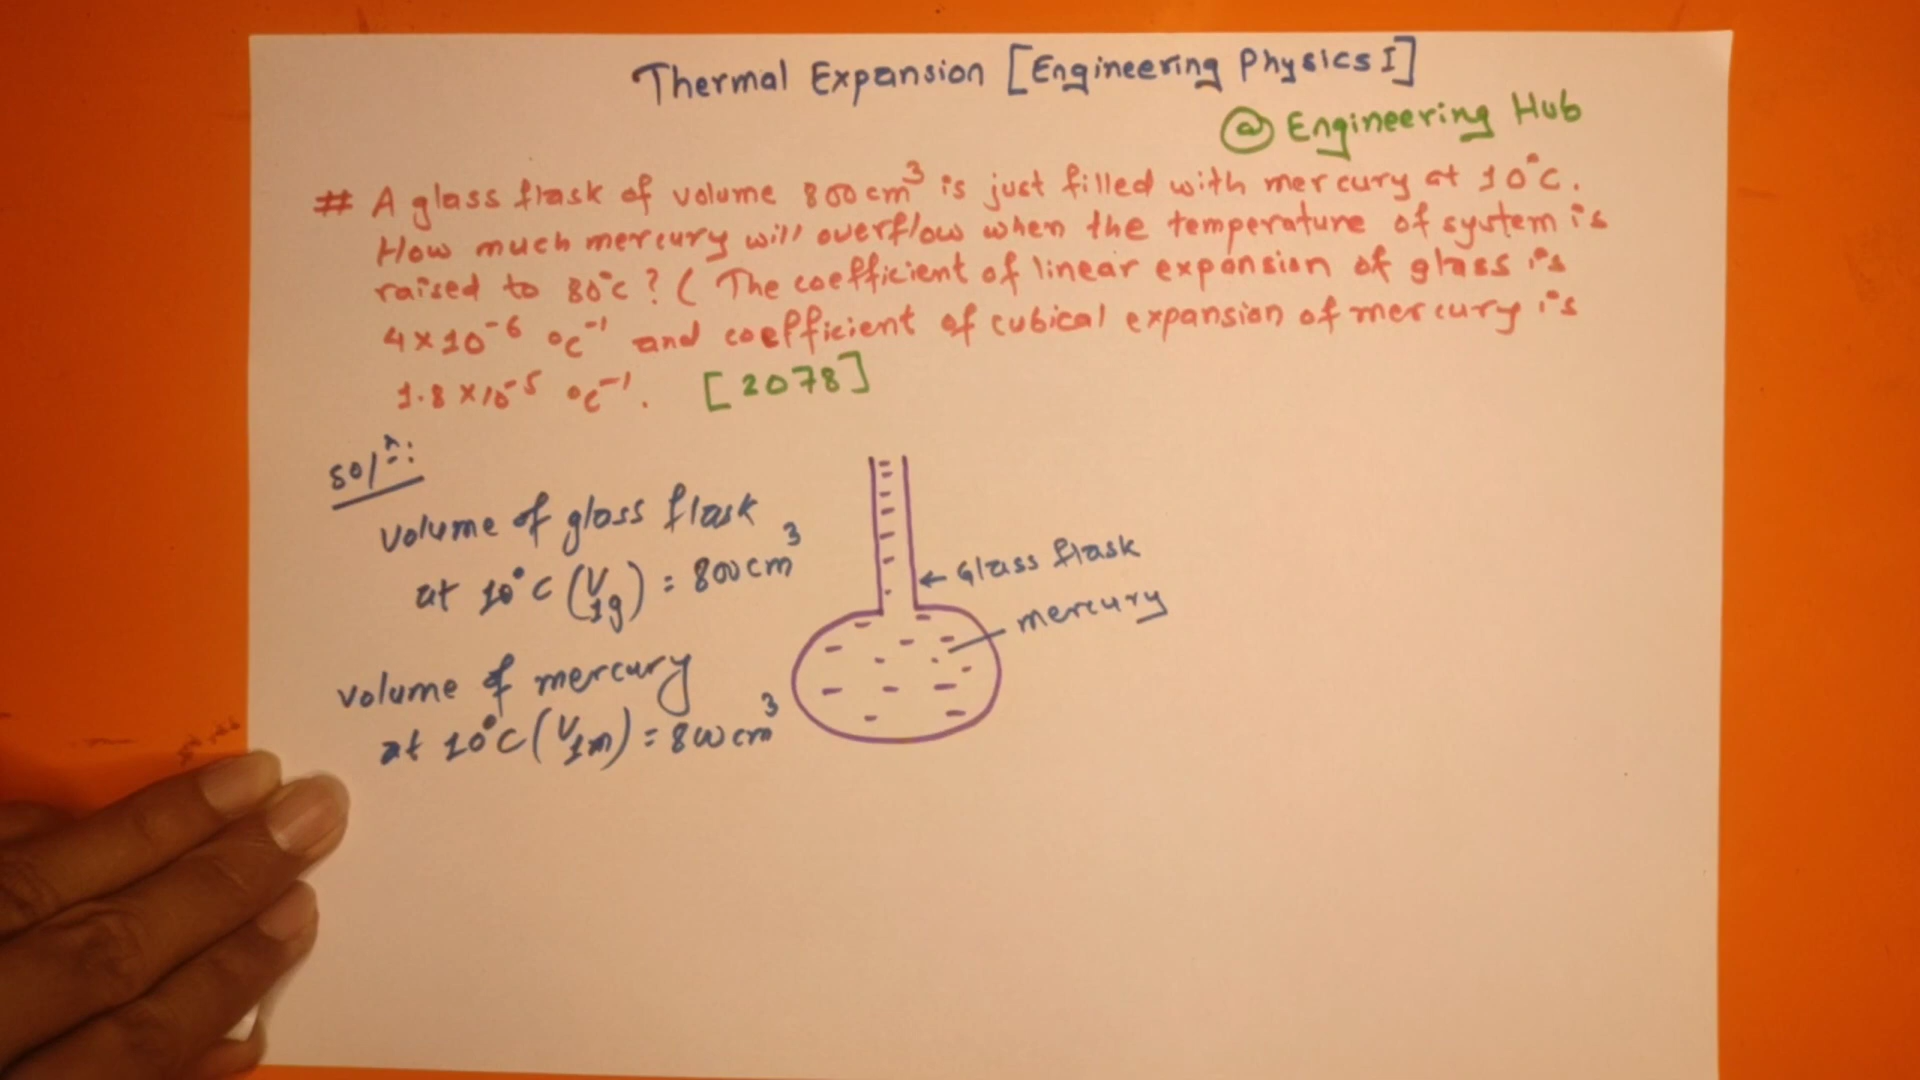 Thermal Expansion [Engineering Physics I]
@ Engineering Hub
# A glass flask of volume 800 cm³ is just filled with mercury at 10°C.
How much mercury will overflow when the temperature of system is
raised to 80°C? ( The coefficient of linear expansion of glass is
4×10⁻⁶ °C⁻¹ and coefficient of cubical expansion of mercury is
1.8×10⁻⁵ °C⁻¹. [2078]
Solⁿ:
volume of glass flask
at 10°C (V₁g) = 800cm³
← Glass flask
mercury
volume of mercury
at 10°C (V₁m) = 800cm³